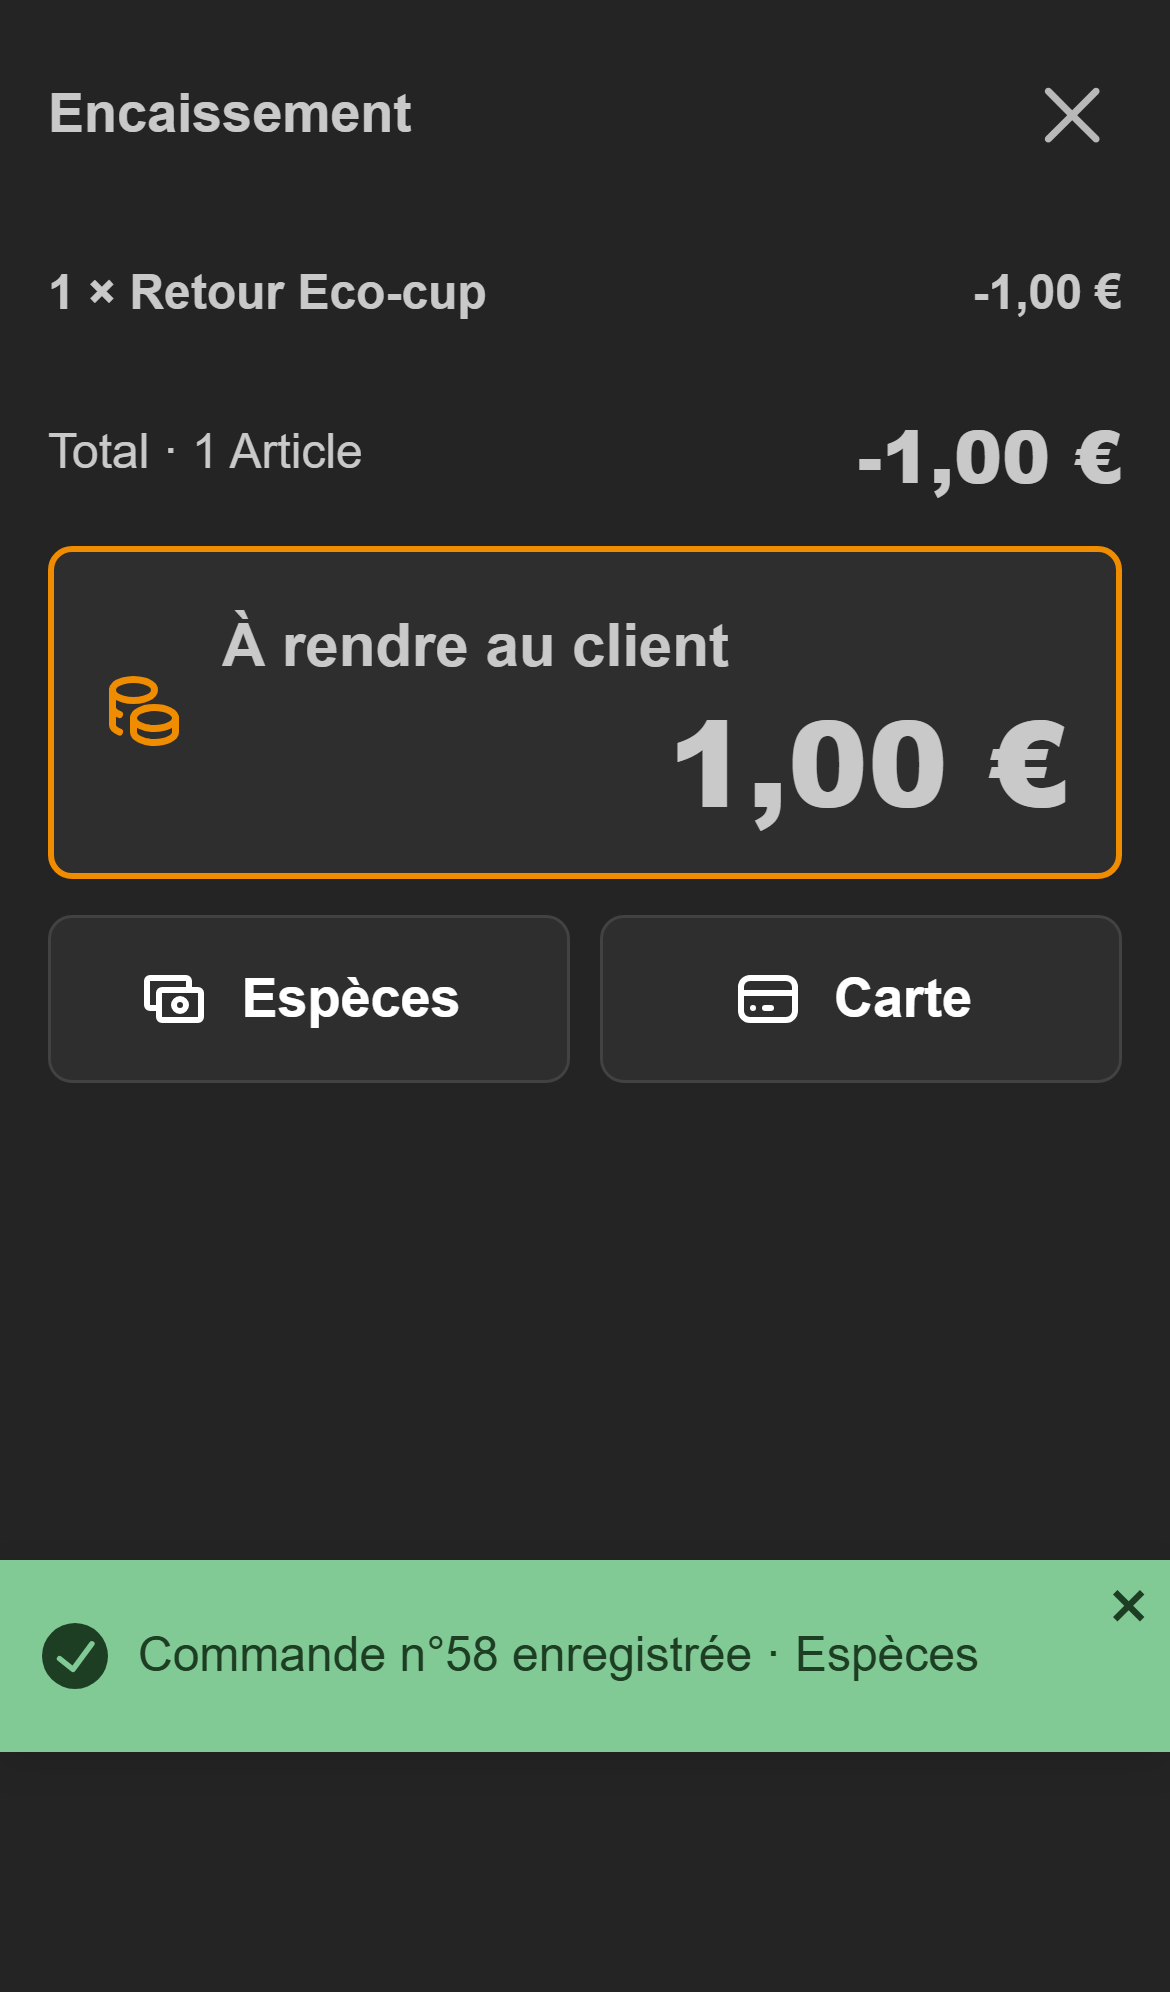 Encaissement
1 × Retour Eco-cup -1,00 €
Total · 1 Article -1,00 €
À rendre au client
1,00 €
Espèces Carte
Commande n°58 enregistrée · Espèces